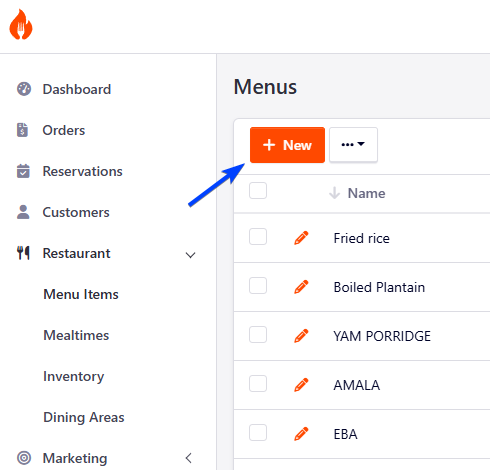 Dashboard
Orders
Reservations
Customers
Restaurant
Menu Items
Mealtimes
Inventory
Dining Areas
Marketing
Menus
+ New
•••
Name
Fried rice
Boiled Plantain
YAM PORRIDGE
AMALA
EBA